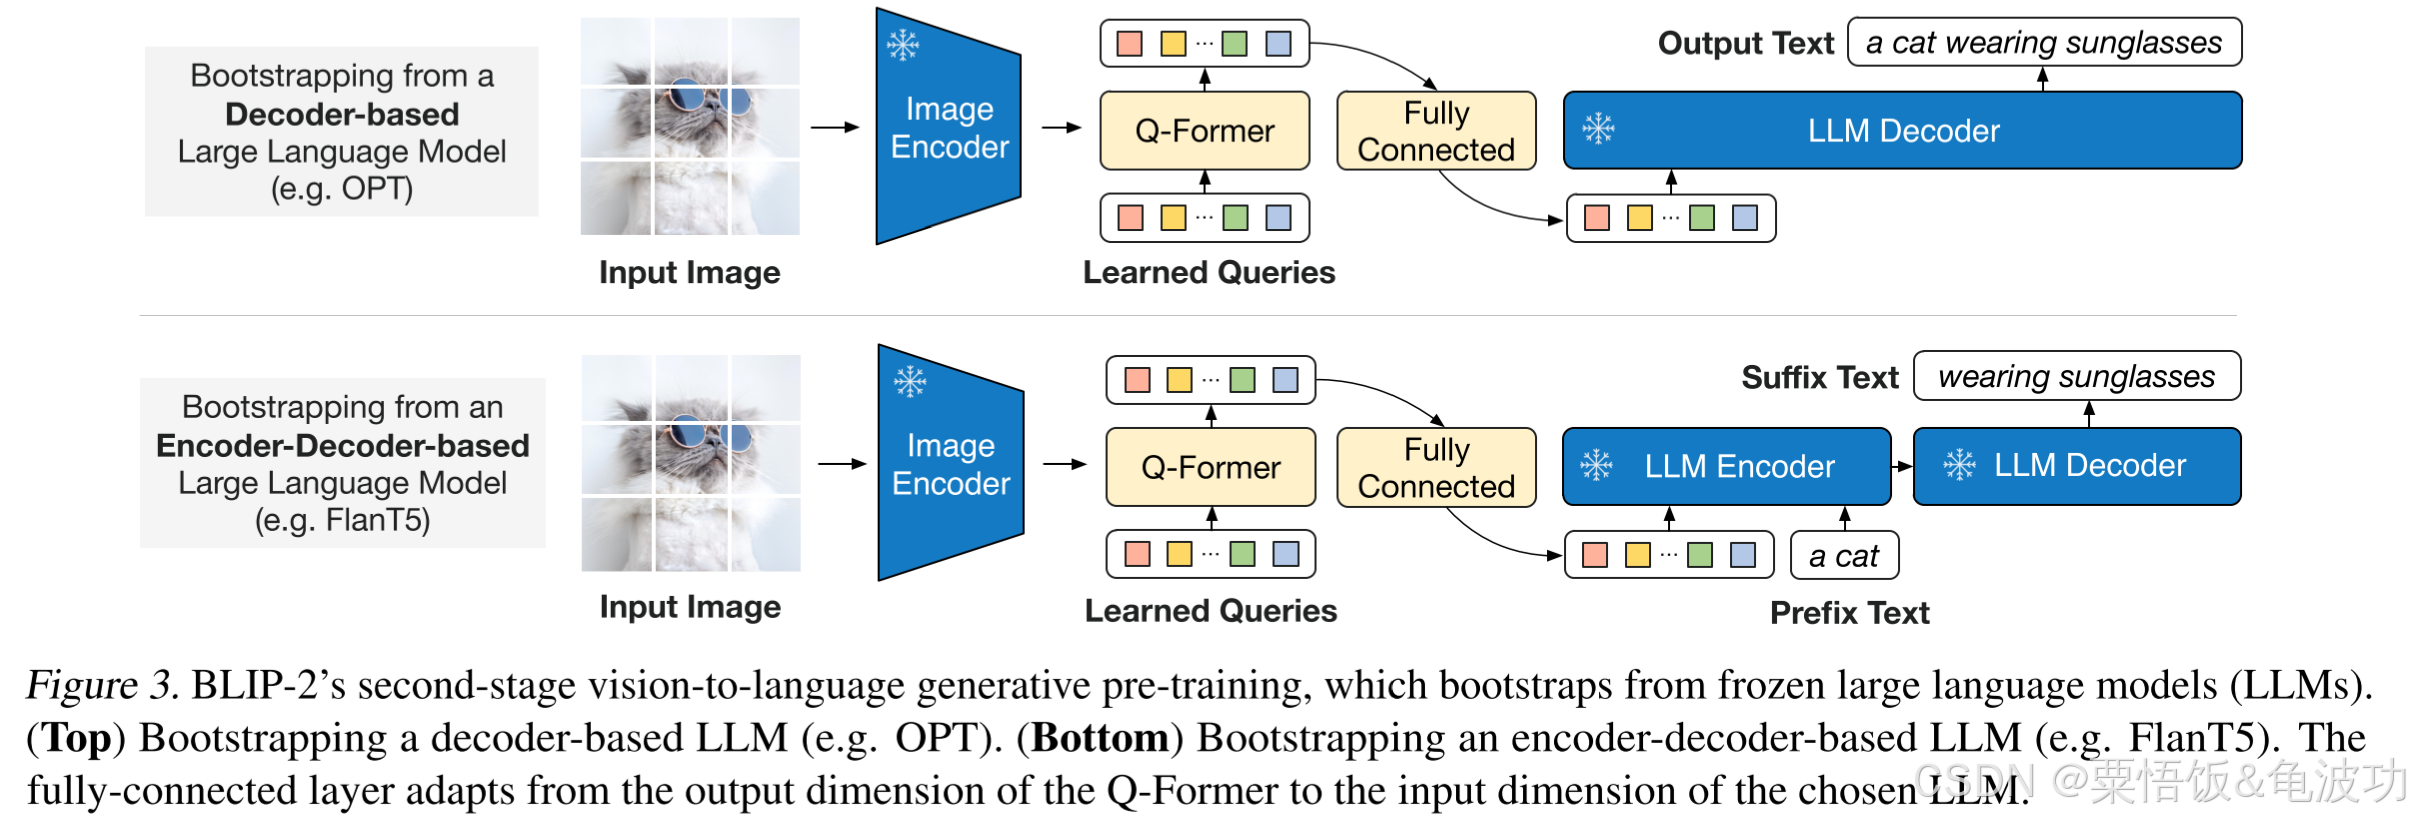 Bootstrapping from a
Decoder-based
Large Language Model
(e.g. OPT)
Input Image
Image
Encoder
Q-Former
Learned Queries
Fully
Connected
Output Text
a cat wearing sunglasses
LLM Decoder
Bootstrapping from an
Encoder-Decoder-based
Large Language Model
(e.g. FlanT5)
Input Image
Image
Encoder
Q-Former
Learned Queries
Fully
Connected
Suffix Text
wearing sunglasses
LLM Encoder
LLM Decoder
a cat
Prefix Text
Figure 3. BLIP-2's second-stage vision-to-language generative pre-training, which bootstraps from frozen large language models (LLMs).
(Top) Bootstrapping a decoder-based LLM (e.g. OPT). (Bottom) Bootstrapping an encoder-decoder-based LLM (e.g. FlanT5). The
fully-connected layer adapts from the output dimension of the Q-Former to the input dimension of the chosen LLM.
CSDN @粟悟饭&龟波功